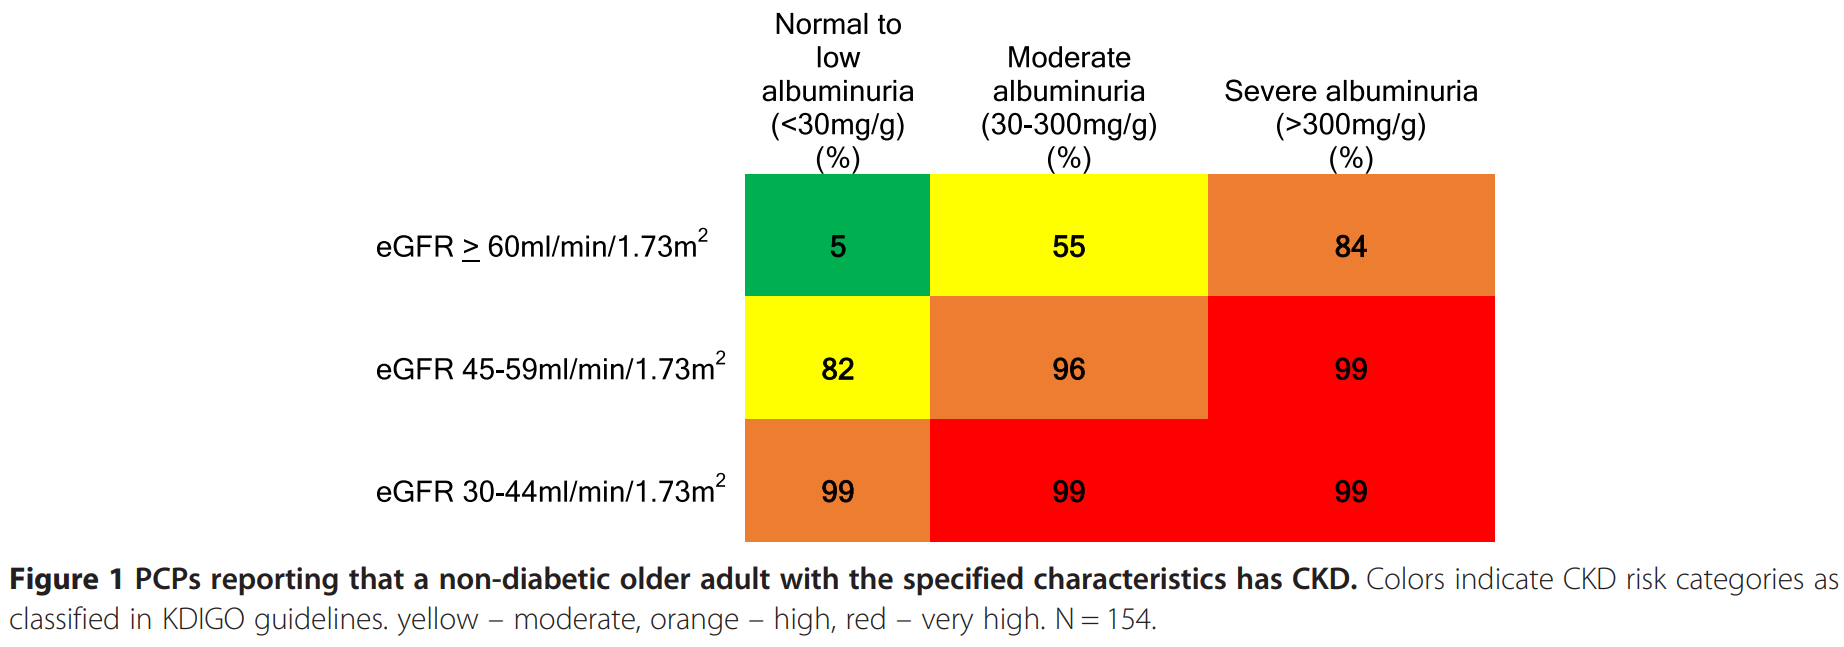 Normal to
low
albuminuria
(<30mg/g)
(%)
Moderate
albuminuria
(30-300mg/g)
(%)
Severe albuminuria
(>300mg/g)
(%)
eGFR ≥ 60ml/min/1.73m²
5
55
84
eGFR 45-59ml/min/1.73m²
82
96
99
eGFR 30-44ml/min/1.73m²
99
99
99
Figure 1 PCPs reporting that a non-diabetic older adult with the specified characteristics has CKD. Colors indicate CKD risk categories as
classified in KDIGO guidelines. yellow – moderate, orange – high, red – very high. N = 154.